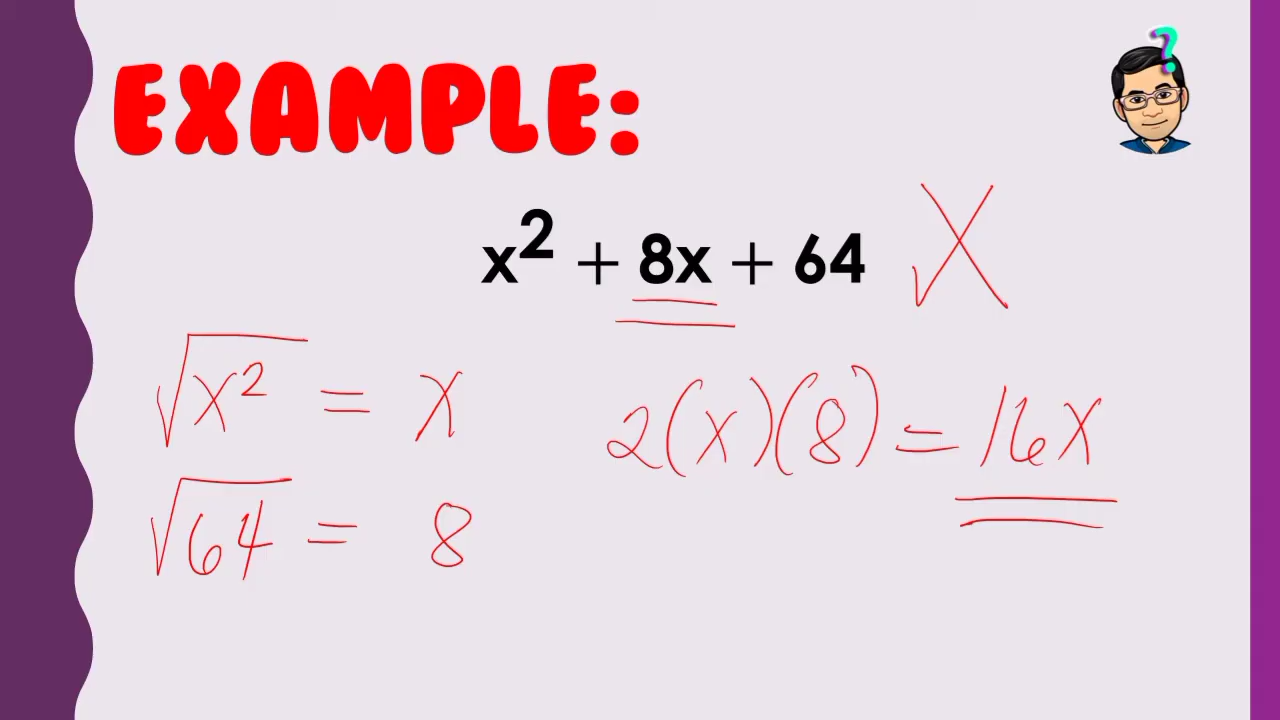 EXAMPLE:
x² + 8x + 64 X
√x² = x
2(x)(8) = 16x
√64 = 8
?